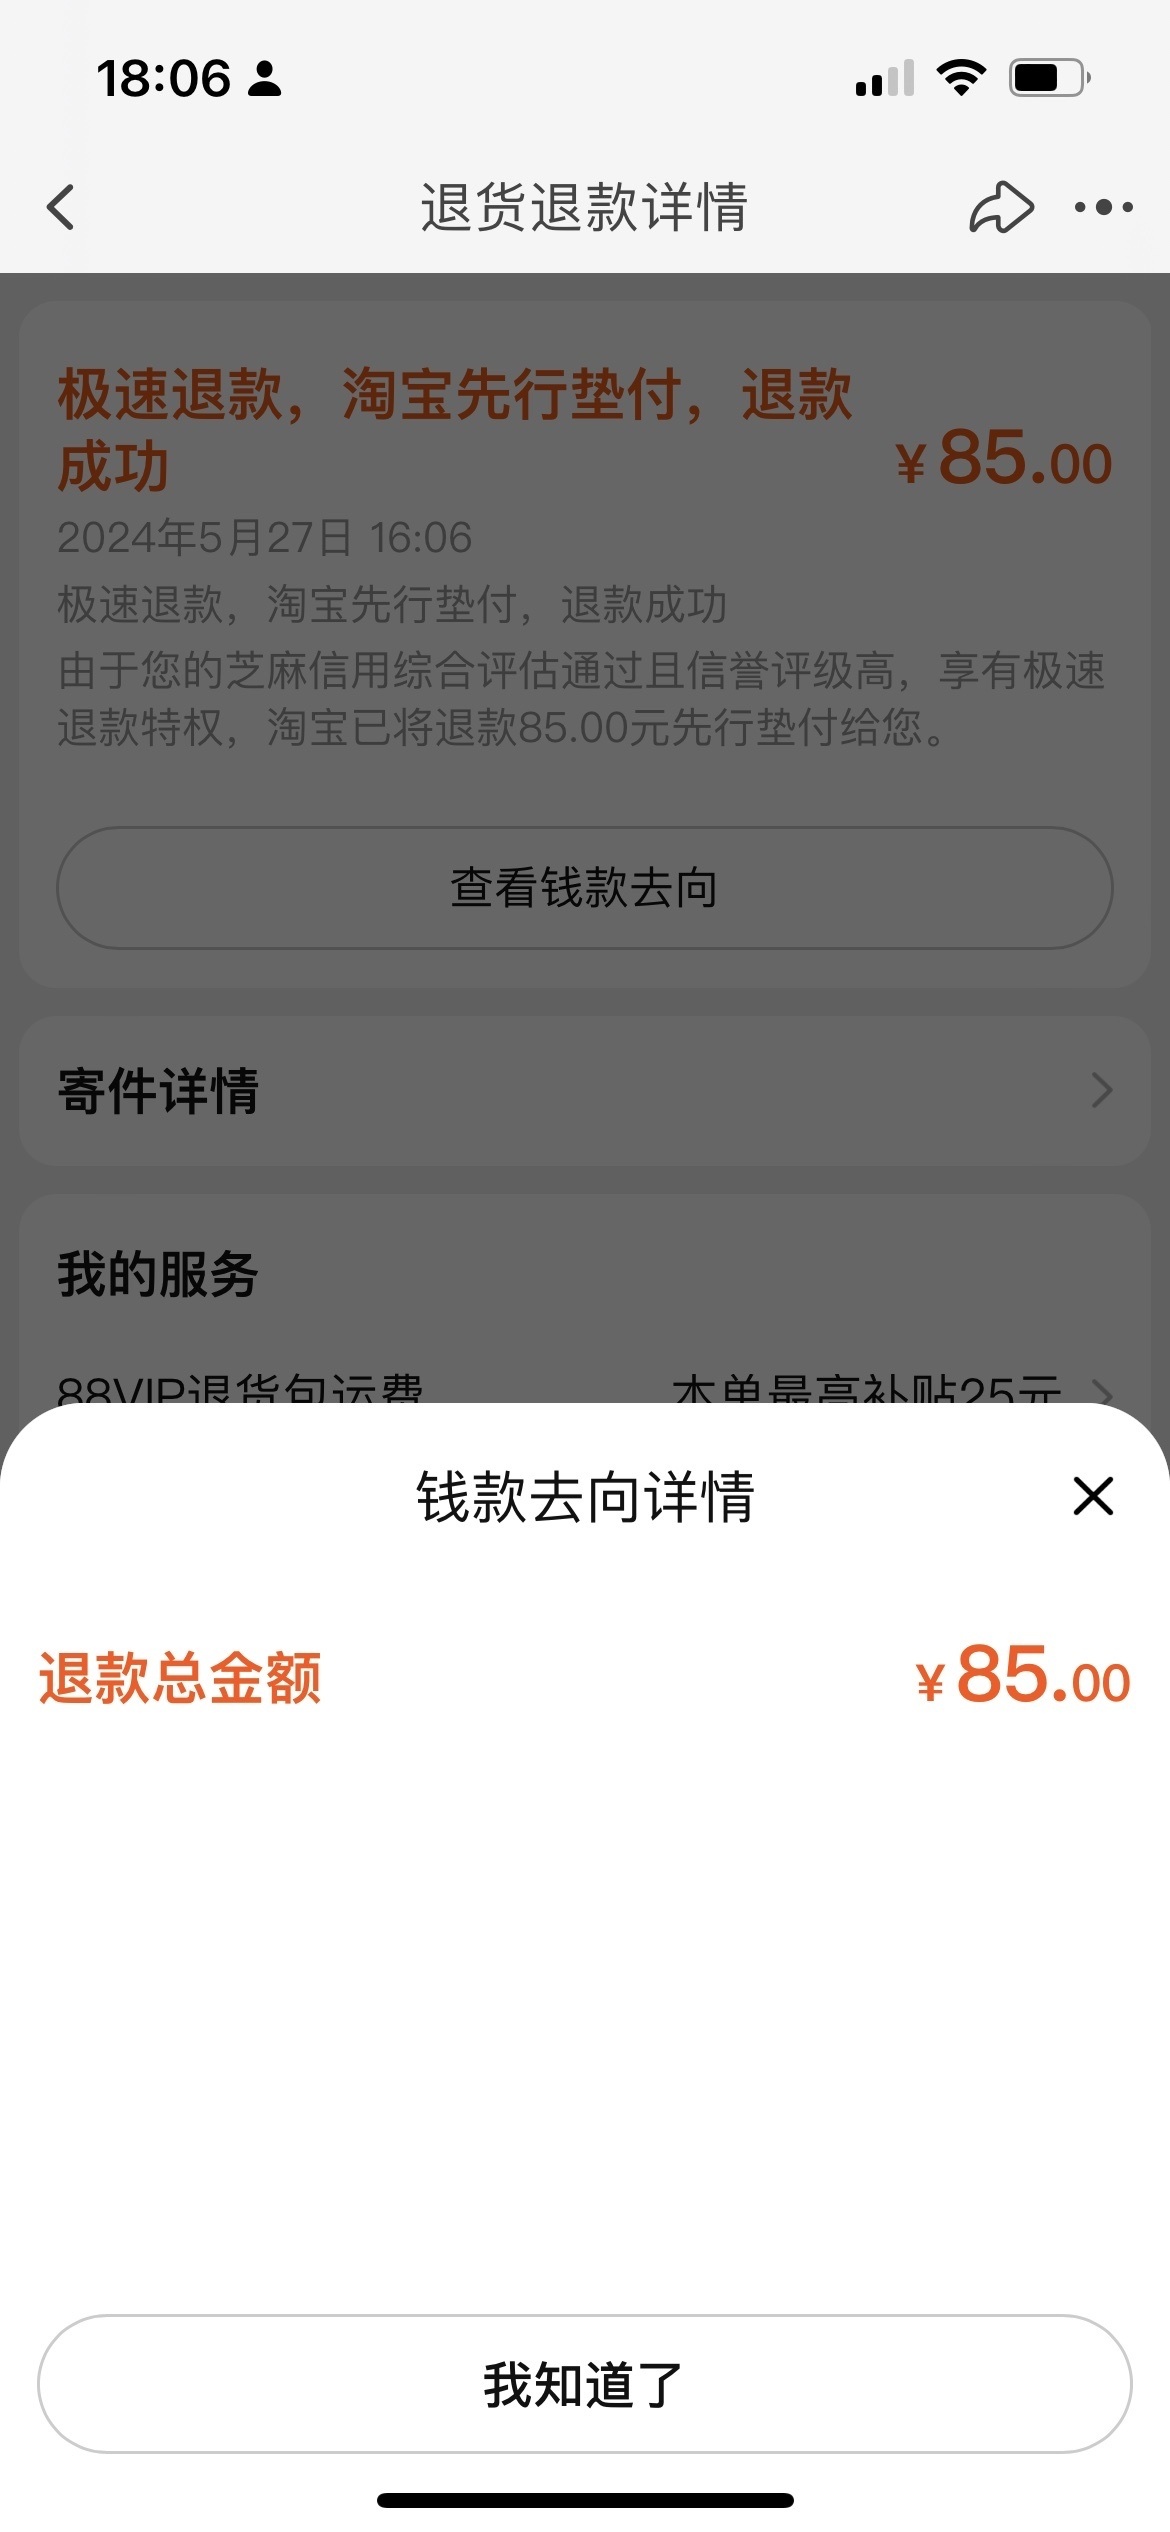 18:06
退货退款详情
极速退款，淘宝先行垫付，退款
成功
¥85.00
2024年5月27日 16:06
极速退款，淘宝先行垫付，退款成功
由于您的芝麻信用综合评估通过且信誉评级高，享有极速
退款特权，淘宝已将退款85.00元先行垫付给您。
查看钱款去向
寄件详情
我的服务
88VIP退货包运费 本单最高补贴25元
钱款去向详情
退款总金额 ¥85.00
我知道了